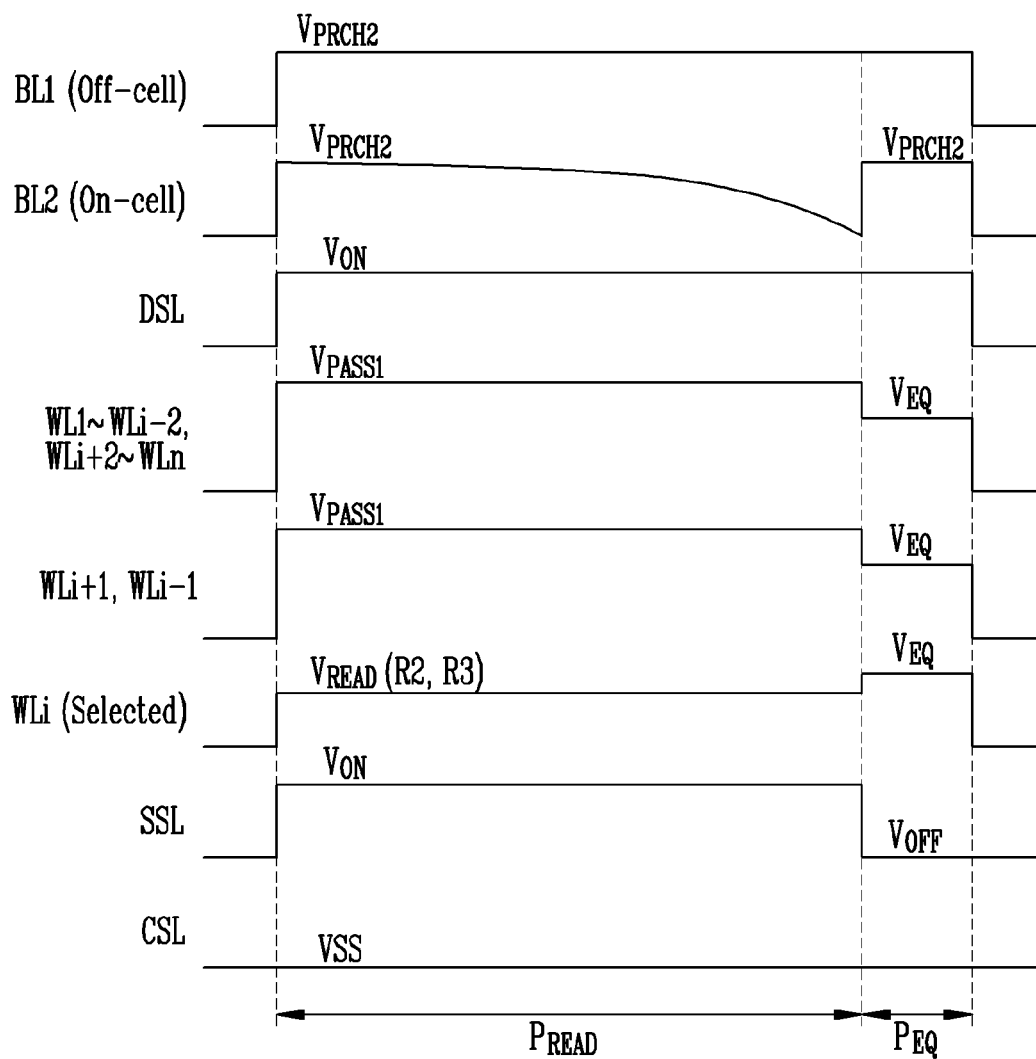 VPRCH2
BL1 (Off-cell)
VPRCH2
VPRCH2
BL2 (On-cell)
VON
DSL
VPASS1
VEQ
WL1~WLi-2,
WLi+2~WLn
VPASS1
VEQ
WLi+1, WLi-1
VEQ
VREAD (R2, R3)
WLi (Selected)
VON
SSL
VOFF
CSL
VSS
PREAD
PEQ